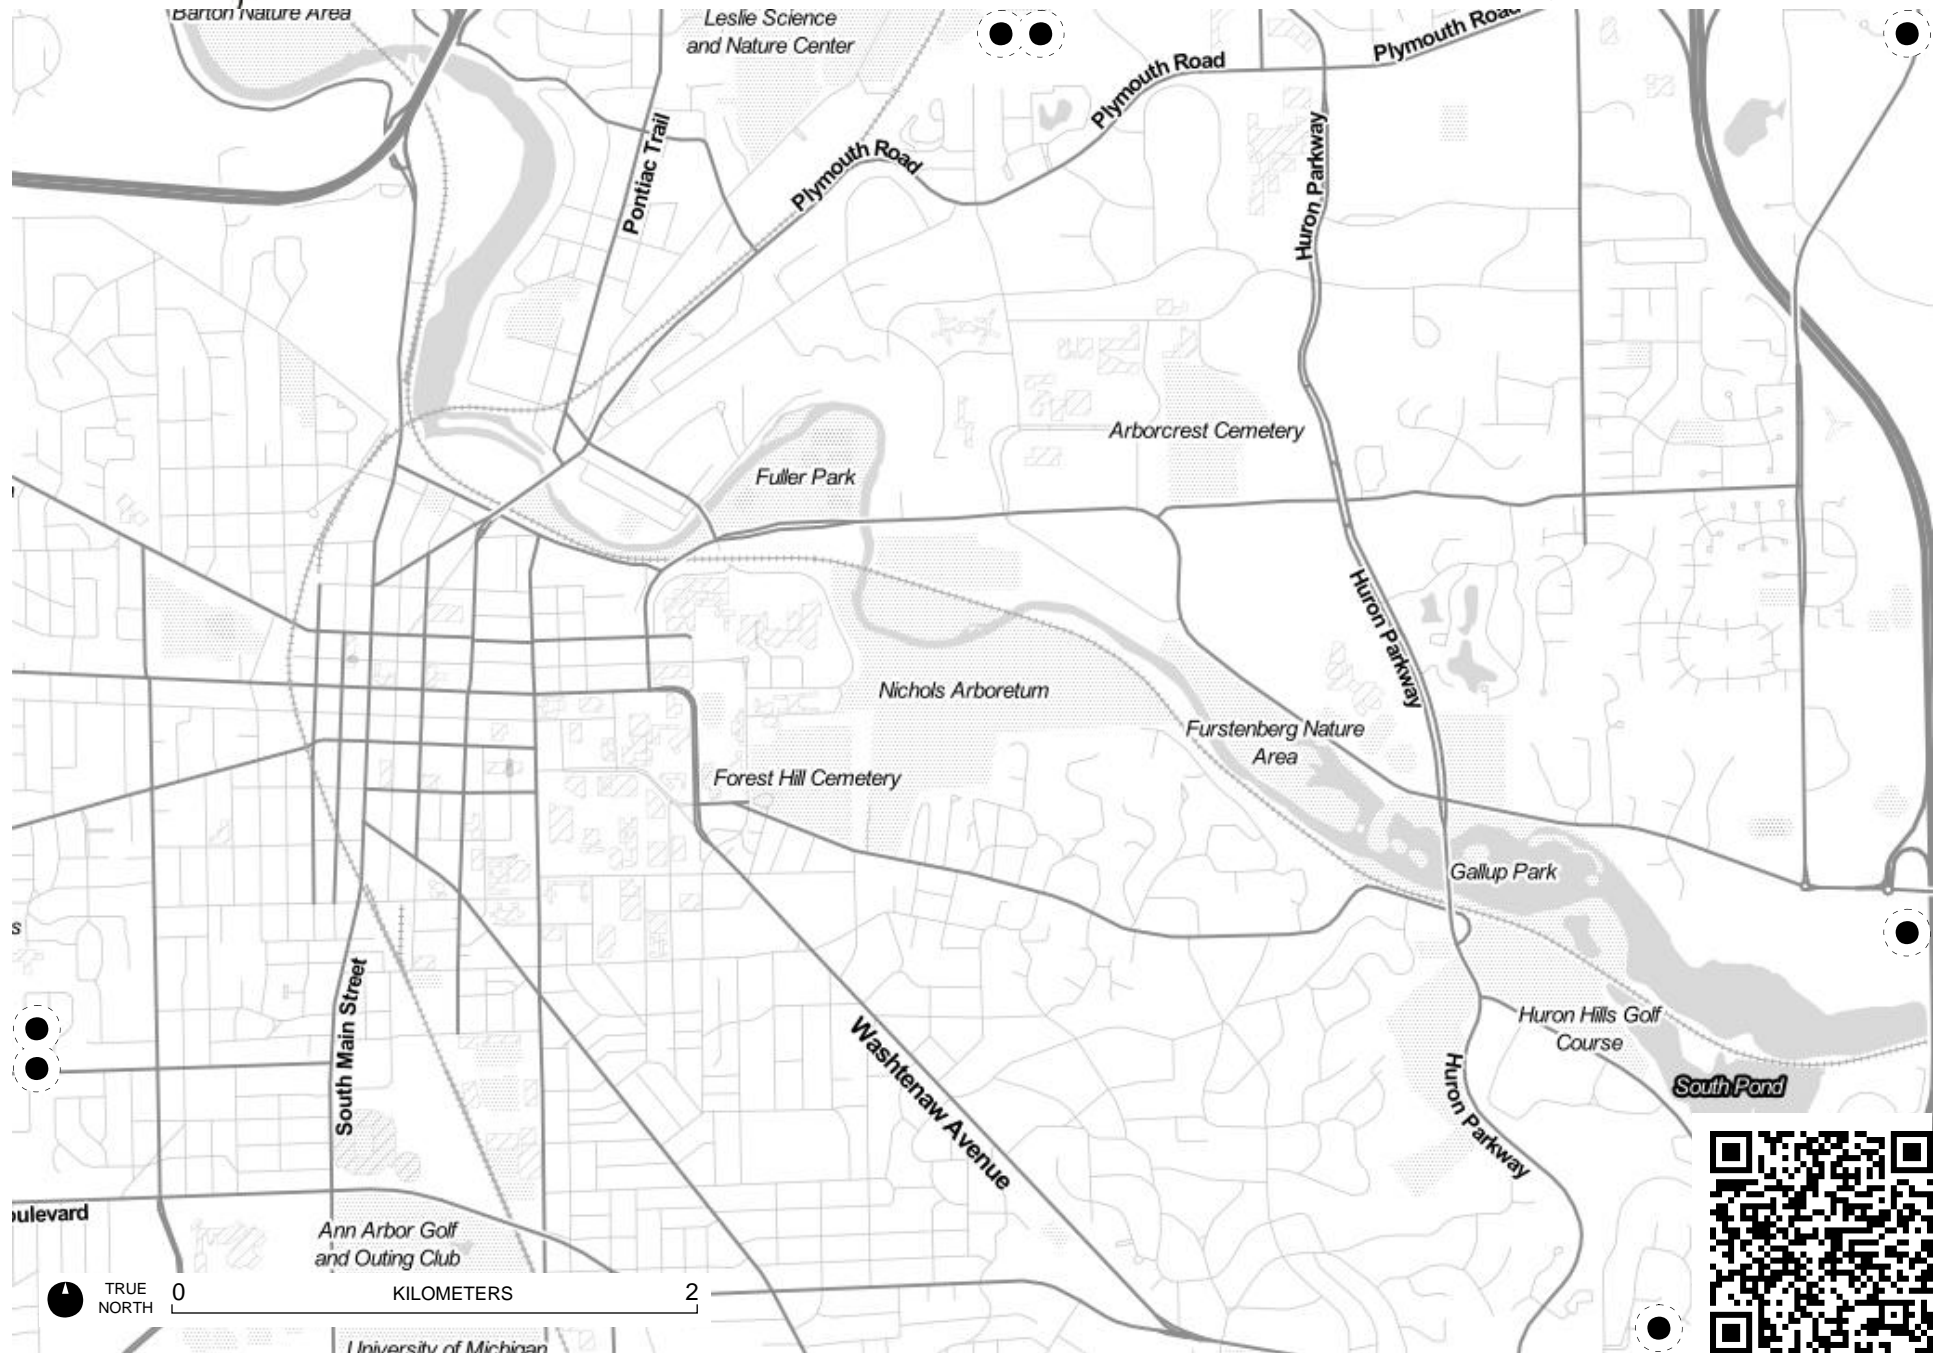 Barton Nature Area
Leslie Science
and Nature Center
Plymouth Road
Plymouth Road
Plymouth Road
Pontiac Trail
Huron Parkway
Arborcrest Cemetery
Fuller Park
Huron Parkway
Nichols Arboretum
Furstenberg Nature
Area
Forest Hill Cemetery
Gallup Park
s
South Main Street
Washtenaw Avenue
Huron Hills Golf
Course
Huron Parkway
South Pond
oulevard
Ann Arbor Golf
and Outing Club
TRUE
NORTH
0 KILOMETERS 2
University of Michigan